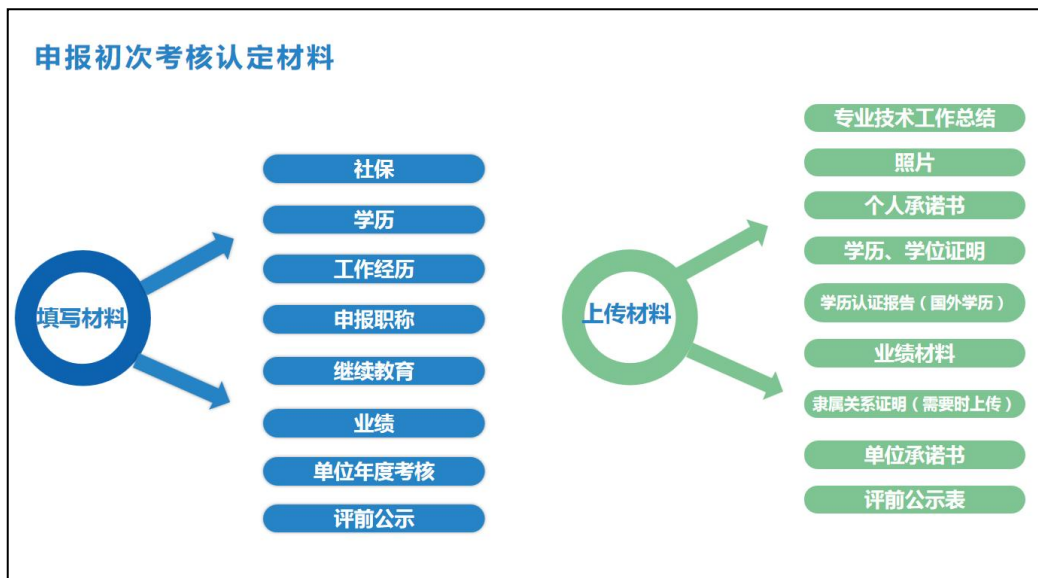 申报初次考核认定材料
填写材料
社保
学历
工作经历
申报职称
继续教育
业绩
单位年度考核
评前公示
上传材料
专业技术工作总结
照片
个人承诺书
学历、学位证明
学历认证报告（国外学历）
业绩材料
隶属关系证明（需要时上传）
单位承诺书
评前公示表